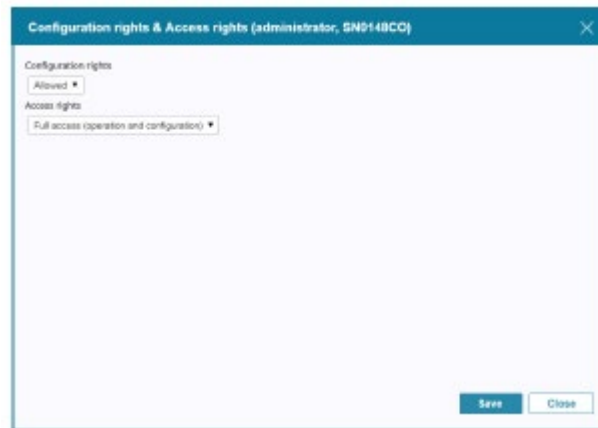 Configuration rights & Access rights (administrator, SN0148CO)
Configuration rights
Allowed
Access rights
Full access (operation and configuration)
Save Close